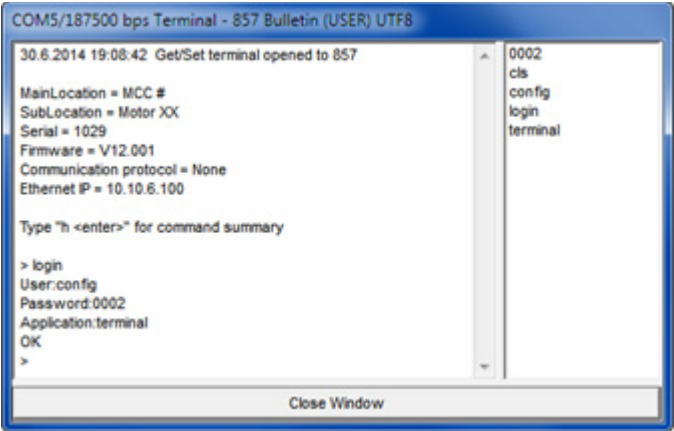 COM5/187500 bps Terminal - 857 Bulletin (USER) UTF8
30.6.2014 19:08:42 Get/Set terminal opened to 857
MainLocation = MCC #
SubLocation = Motor XX
Serial = 1029
Firmware = V12.001
Communication protocol = None
Ethernet IP = 10.10.6.100
Type "h <enter>" for command summary
> login
User:config
Password:0002
Application:terminal
OK
>
0002
cls
config
login
terminal
Close Window